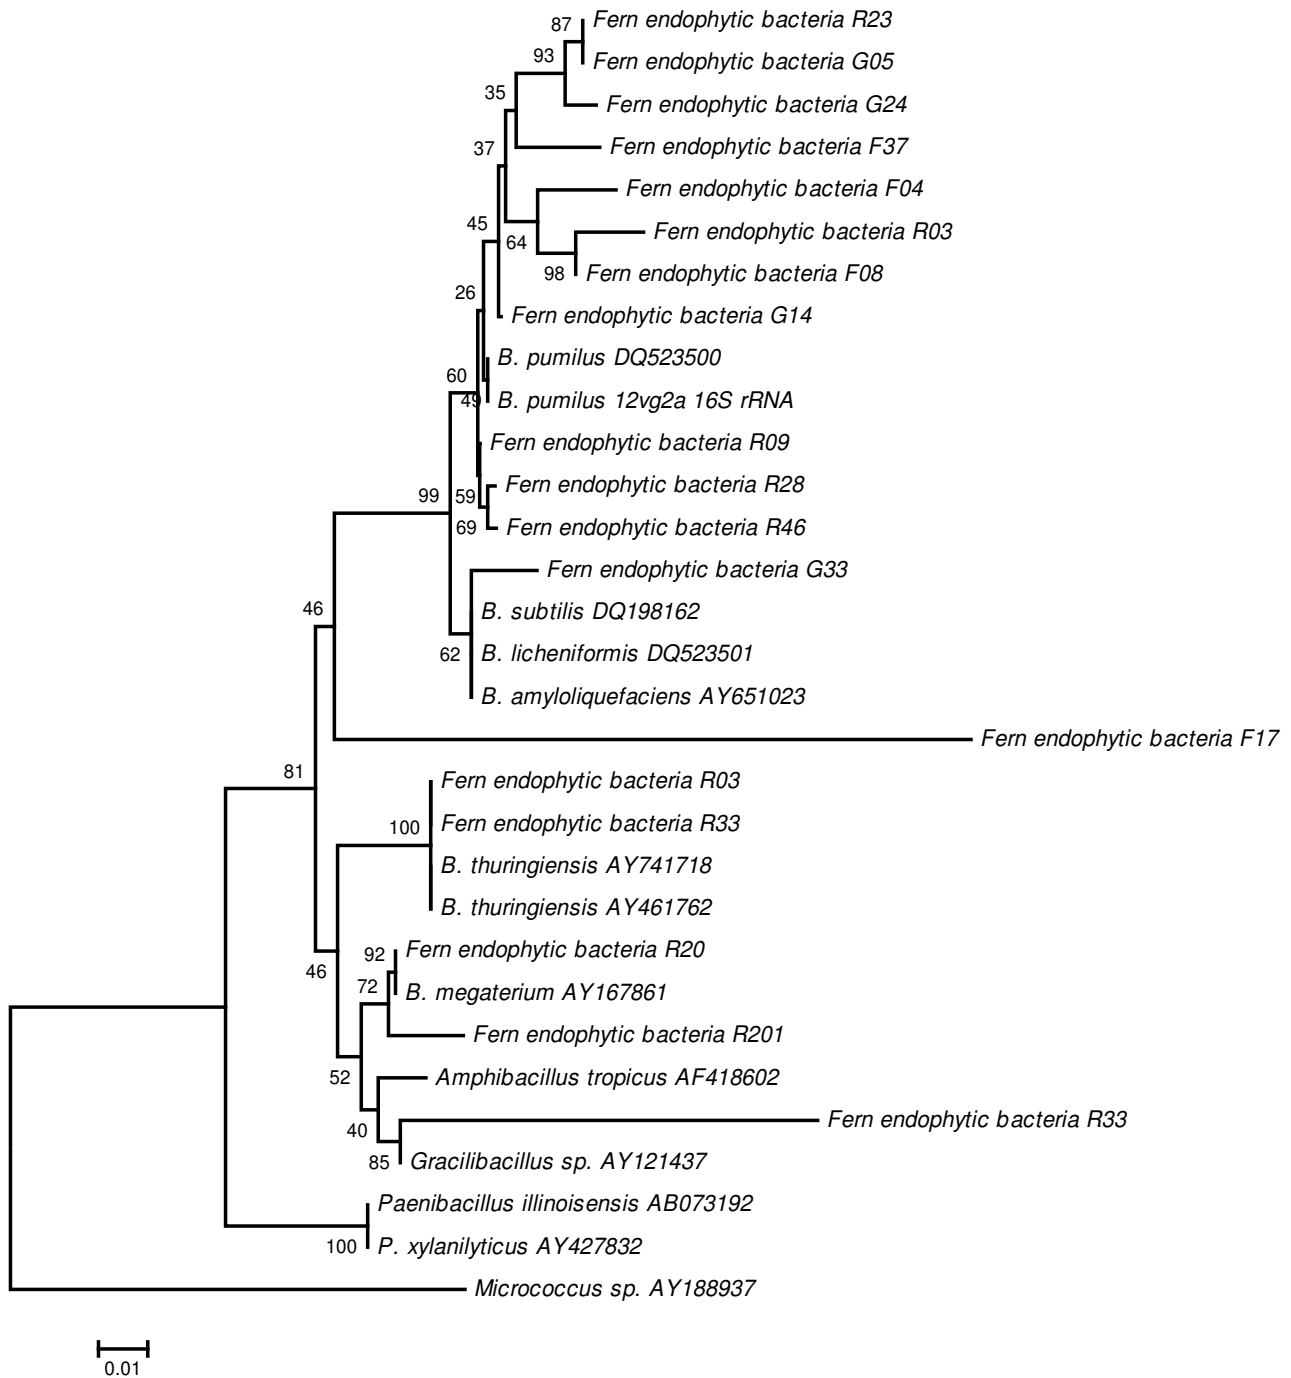 87
Fern endophytic bacteria R23
Fern endophytic bacteria G05
93
Fern endophytic bacteria G24
35
Fern endophytic bacteria F37
37
Fern endophytic bacteria F04
45
64
Fern endophytic bacteria R03
98
Fern endophytic bacteria F08
26
Fern endophytic bacteria G14
B. pumilus DQ523500
60
49
B. pumilus 12vg2a 16S rRNA
Fern endophytic bacteria R09
99
59
Fern endophytic bacteria R28
69
Fern endophytic bacteria R46
Fern endophytic bacteria G33
46
B. subtilis DQ198162
62
B. licheniformis DQ523501
B. amyloliquefaciens AY651023
Fern endophytic bacteria F17
81
Fern endophytic bacteria R03
100
Fern endophytic bacteria R33
B. thuringiensis AY741718
B. thuringiensis AY461762
92
Fern endophytic bacteria R20
46
72
B. megaterium AY167861
Fern endophytic bacteria R201
52
Amphibacillus tropicus AF418602
40
Fern endophytic bacteria R33
85
Gracilibacillus sp. AY121437
Paenibacillus illinoisensis AB073192
100
P. xylanilyticus AY427832
Micrococcus sp. AY188937
0.01